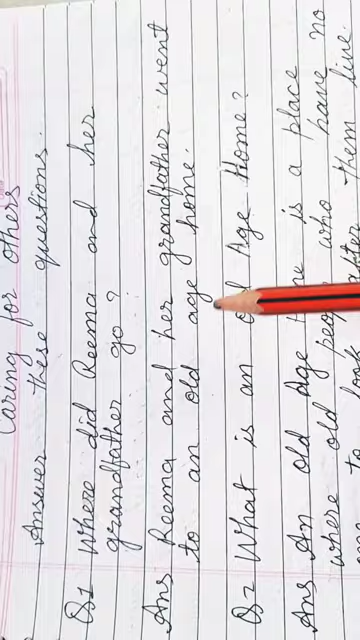 Caring for others
Answer these questions.
Q1 Where did Reema and her
grandfather go?
Ans Reema and her grandfather went
to an old age home.
Q2 What is an Age Home?
Ans An old Age is a place
where old who have no
to them live.